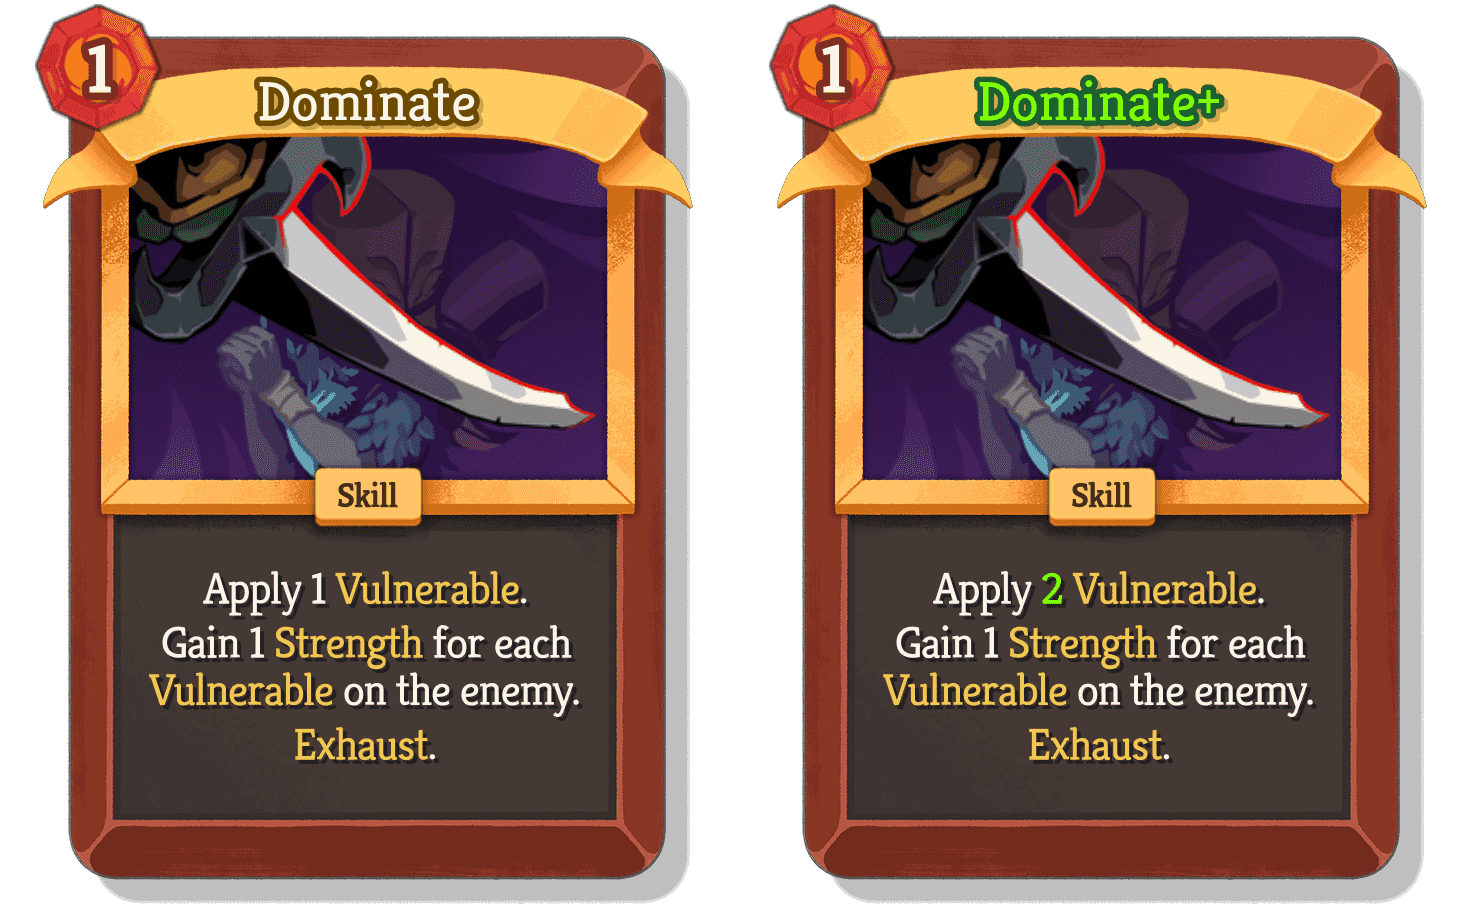 1
Dominate
Skill
Apply 1 Vulnerable.
Gain 1 Strength for each
Vulnerable on the enemy.
Exhaust.
1
Dominate+
Skill
Apply 2 Vulnerable.
Gain 1 Strength for each
Vulnerable on the enemy.
Exhaust.